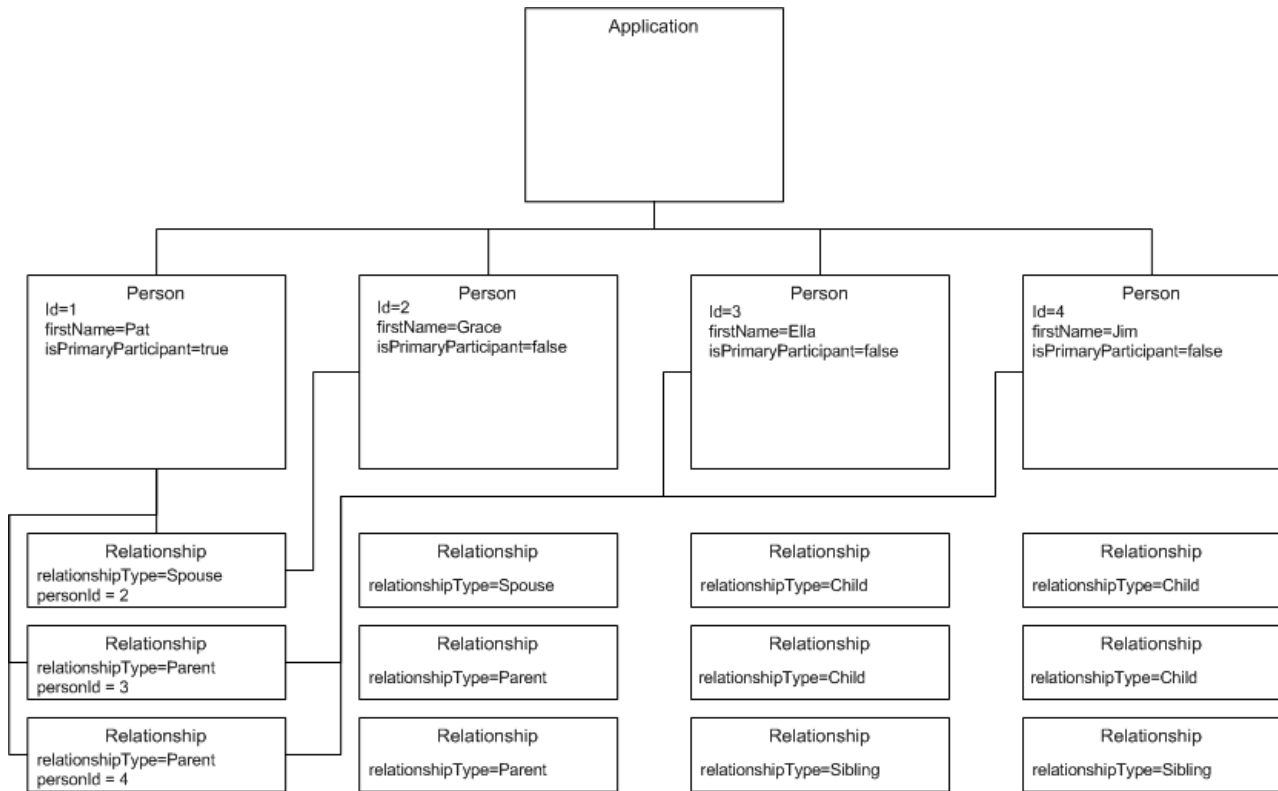 Application
Person
Id=1
firstName=Pat
isPrimaryParticipant=true
Person
Id=2
firstName=Grace
isPrimaryParticipant=false
Person
Id=3
firstName=Ella
isPrimaryParticipant=false
Person
Id=4
firstName=Jim
isPrimaryParticipant=false
Relationship
relationshipType=Spouse
personId = 2
Relationship
relationshipType=Spouse
Relationship
relationshipType=Child
Relationship
relationshipType=Child
Relationship
relationshipType=Parent
personId = 3
Relationship
relationshipType=Parent
Relationship
relationshipType=Child
Relationship
relationshipType=Child
Relationship
relationshipType=Parent
personId = 4
Relationship
relationshipType=Parent
Relationship
relationshipType=Sibling
Relationship
relationshipType=Sibling